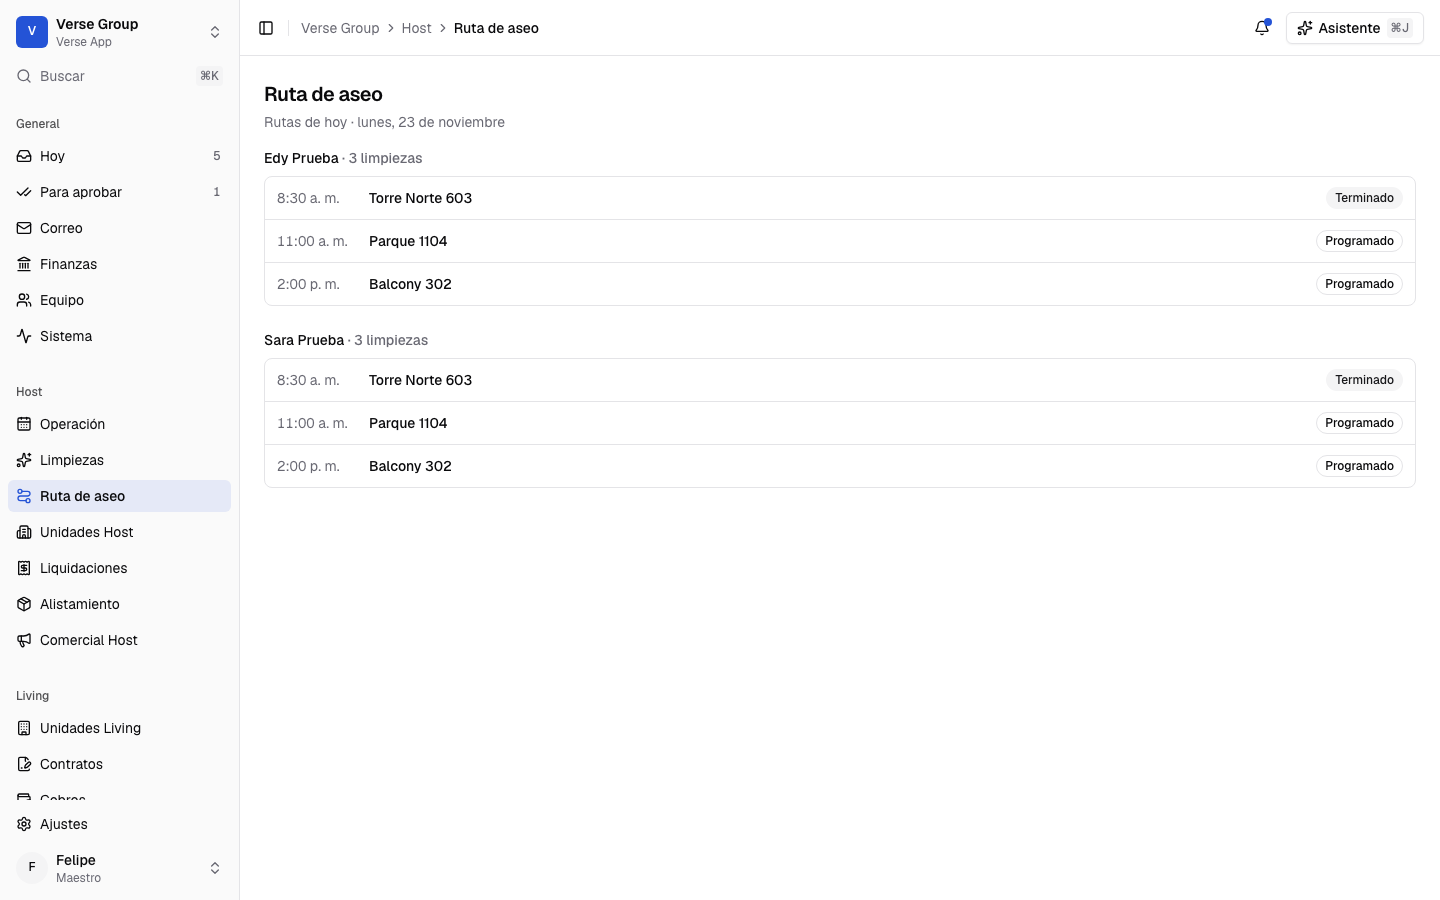 V
Verse Group
Verse App
Buscar ⌘K
General
Hoy 5
Para aprobar 1
Correo
Finanzas
Equipo
Sistema
Host
Operación
Limpiezas
Ruta de aseo
Unidades Host
Liquidaciones
Alistamiento
Comercial Host
Living
Unidades Living
Contratos
Cobros
Ajustes
F
Felipe
Maestro
Verse Group > Host > Ruta de aseo
Asistente ⌘J
Ruta de aseo
Rutas de hoy · lunes, 23 de noviembre
Edy Prueba · 3 limpiezas
8:30 a. m. Torre Norte 603 Terminado
11:00 a. m. Parque 1104 Programado
2:00 p. m. Balcony 302 Programado
Sara Prueba · 3 limpiezas
8:30 a. m. Torre Norte 603 Terminado
11:00 a. m. Parque 1104 Programado
2:00 p. m. Balcony 302 Programado